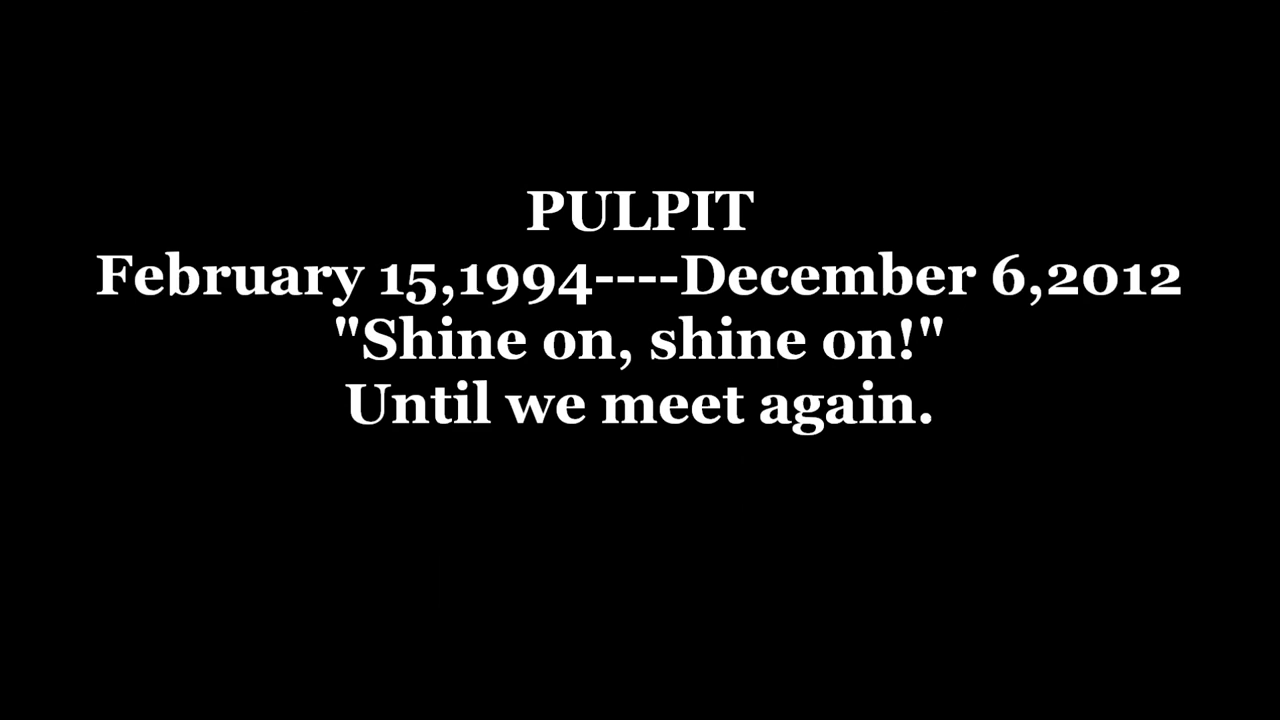 PULPIT
February 15,1994----December 6,2012
"Shine on, shine on!"
Until we meet again.